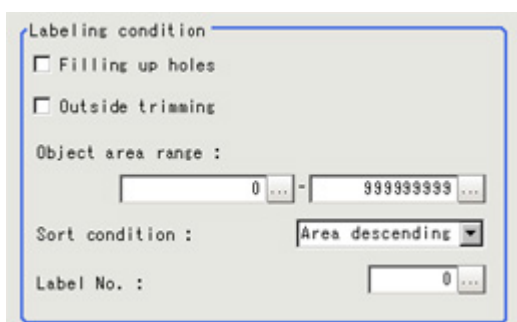 Labeling condition
Filling up holes
Outside trimming
Object area range :
0 ... - 999999999 ...
Sort condition : Area descending
Label No. : 0 ...